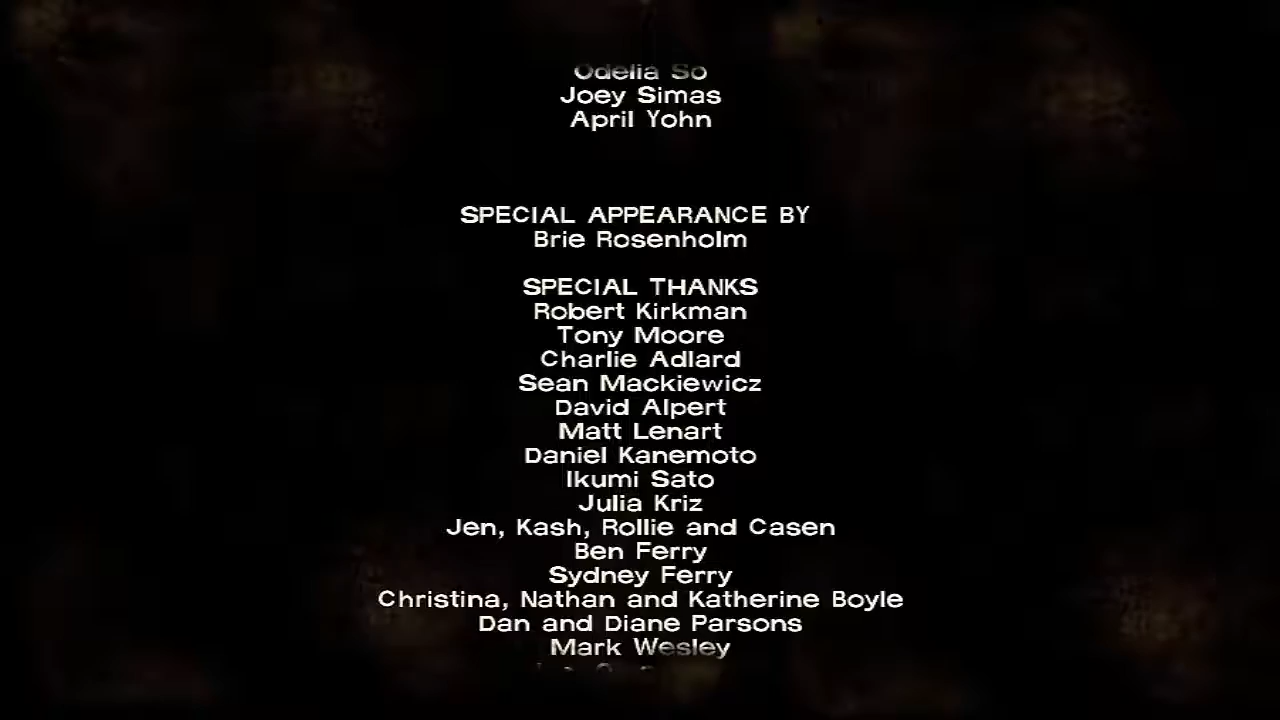 Odelia So
Joey Simas
April Yohn
SPECIAL APPEARANCE BY
Brie Rosenholm
SPECIAL THANKS
Robert Kirkman
Tony Moore
Charlie Adlard
Sean Mackiewicz
David Alpert
Matt Lenart
Daniel Kanemoto
Ikumi Sato
Julia Kriz
Jen, Kash, Rollie and Casen
Ben Ferry
Sydney Ferry
Christina, Nathan and Katherine Boyle
Dan and Diane Parsons
Mark Wesley